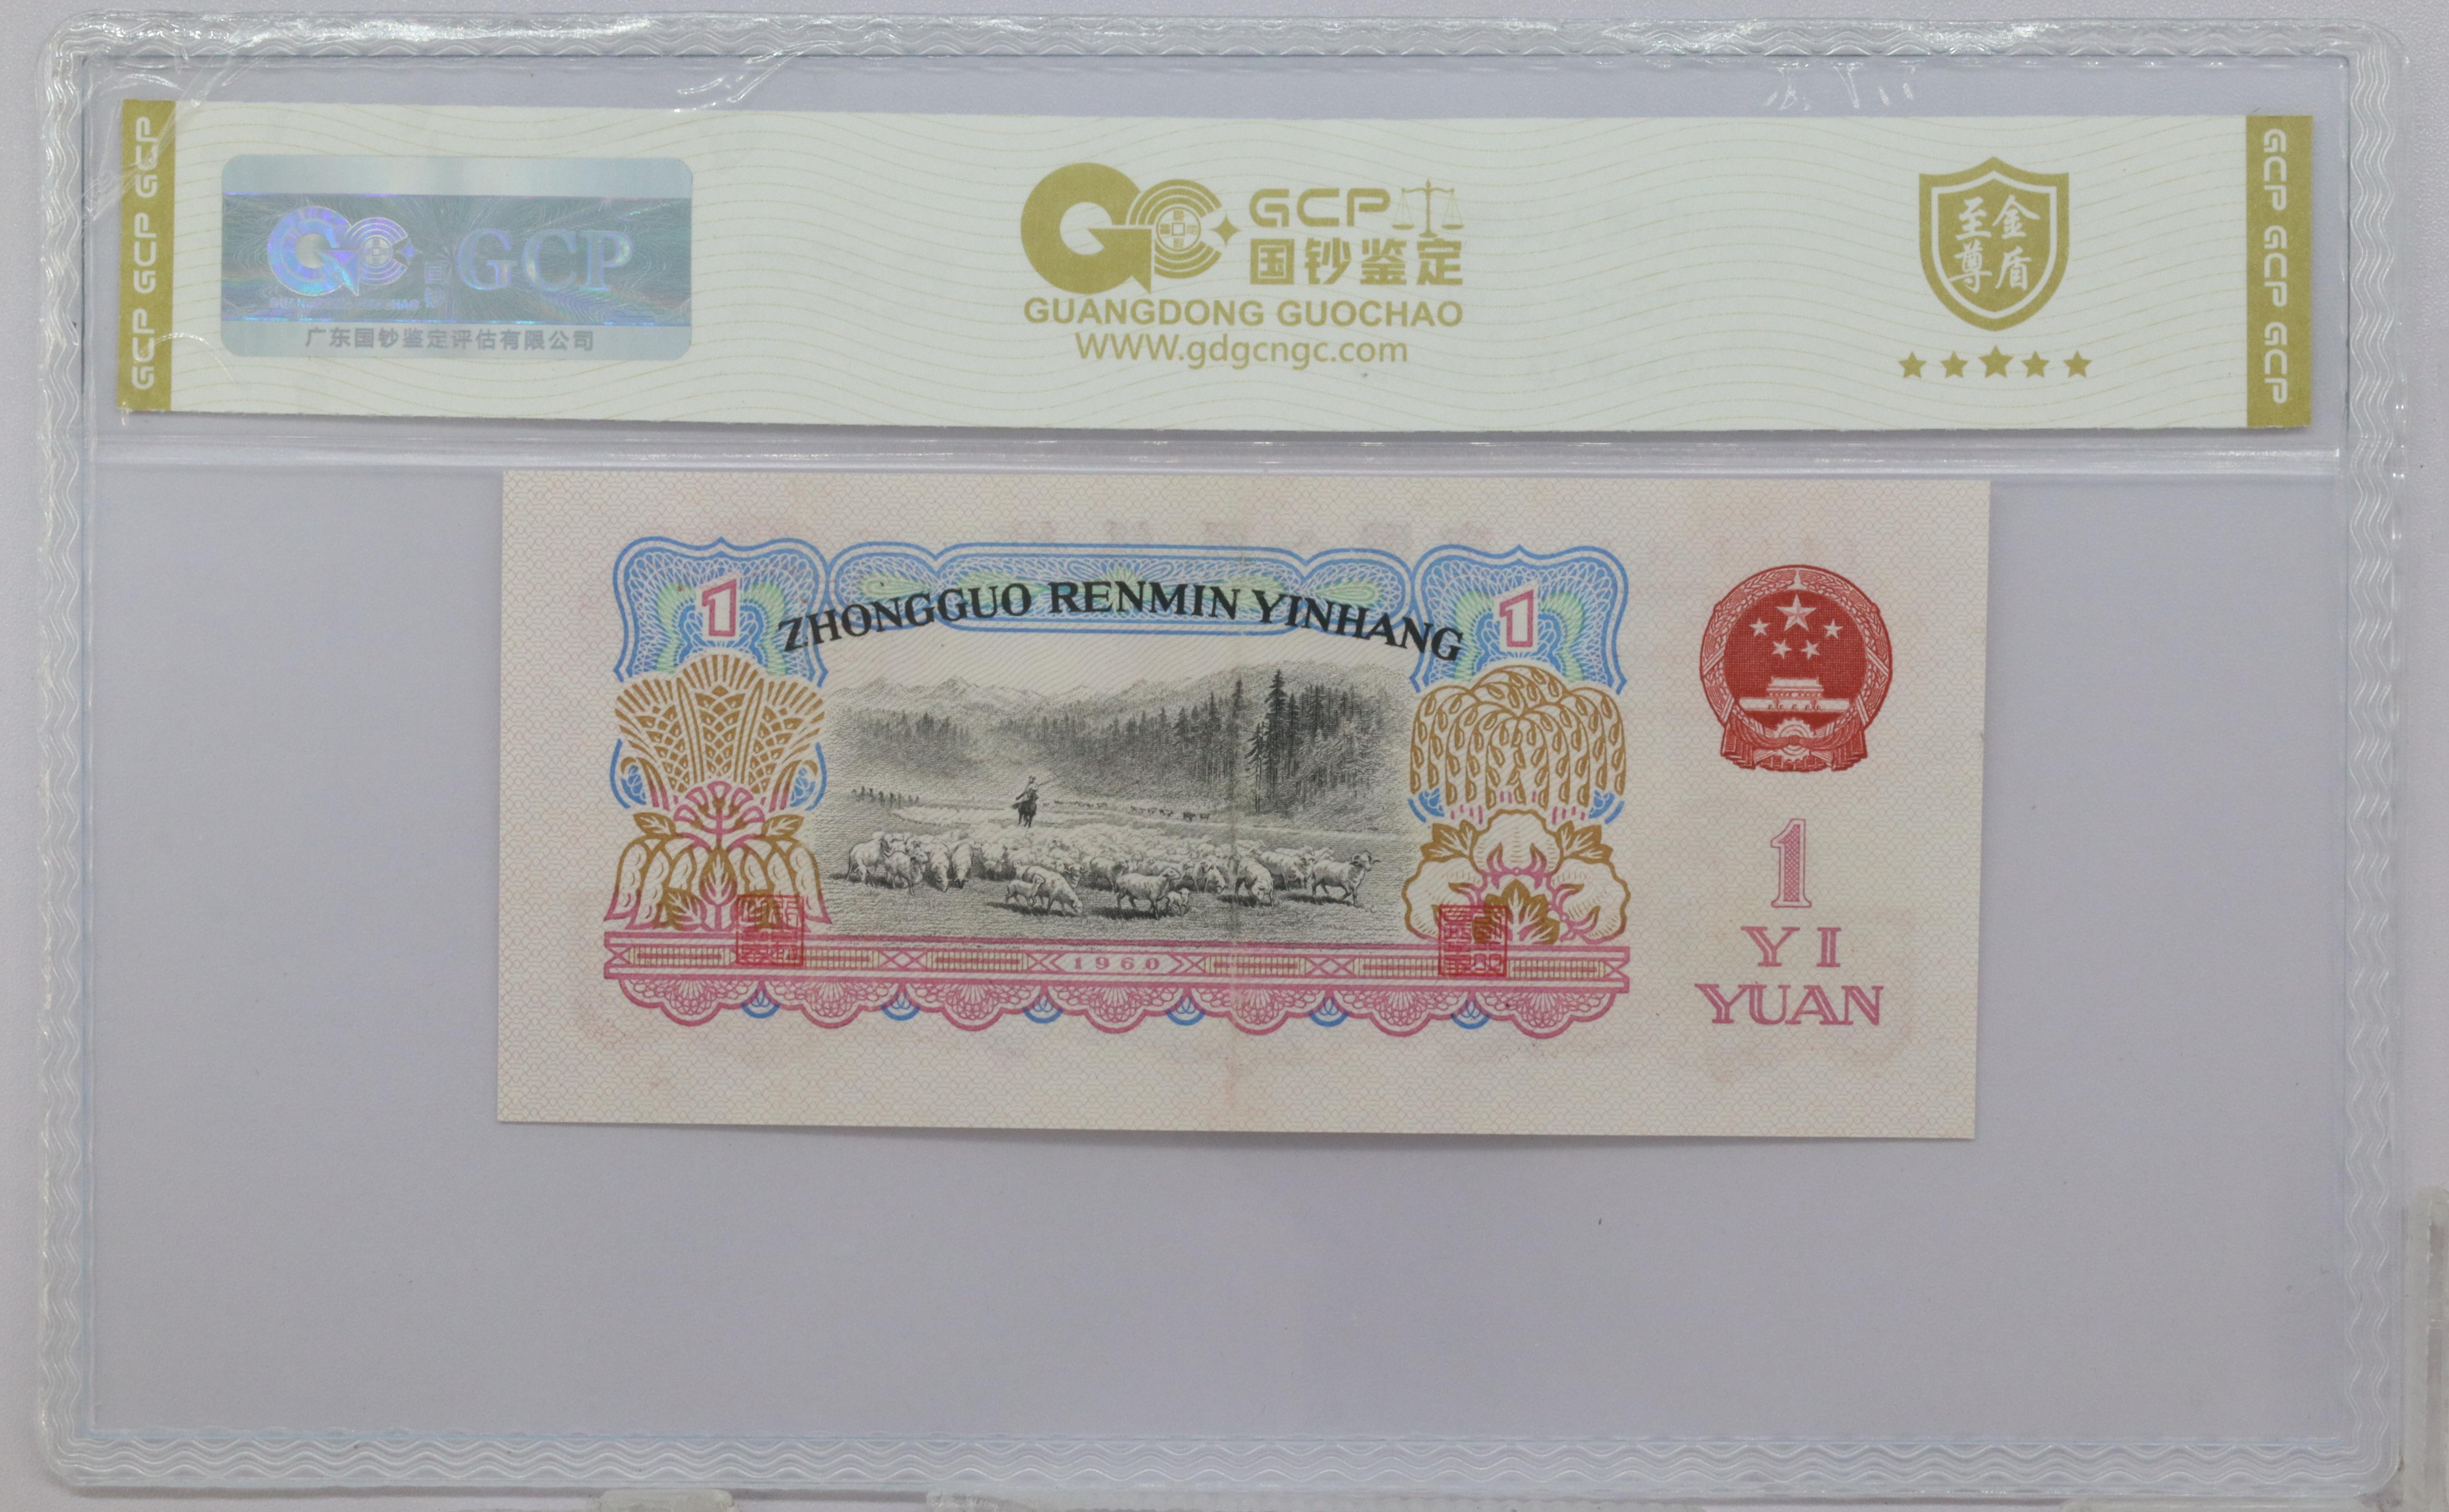 GCP GCP GCP
GCP
GUANGDONG GUOCHAO
广东国钞鉴定评估有限公司
GCP
国钞鉴定
GUANGDONG GUOCHAO
WWW.gdgcngc.com
至尊
金盾
GCP GCP GCP
1
ZHONGGUO RENMIN YINHANG
1
1960
1
YI
YUAN